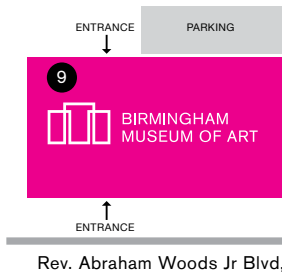 ENTRANCE
PARKING
9
BIRMINGHAM
MUSEUM OF ART
ENTRANCE
Rev. Abraham Woods Jr Blvd,